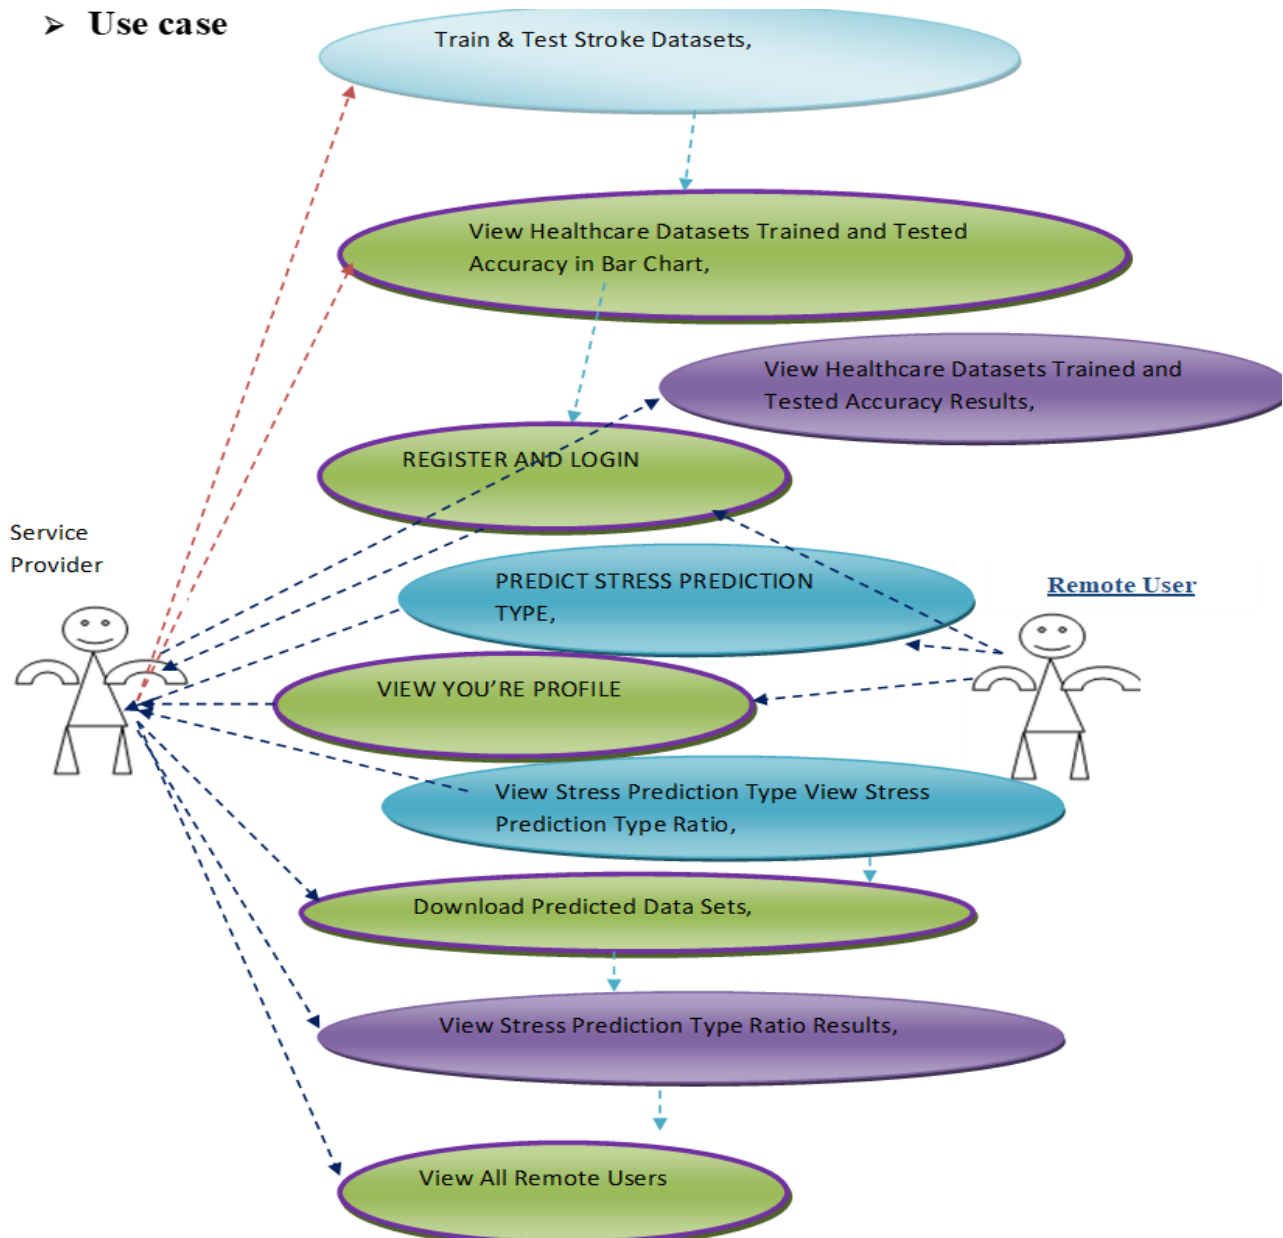 ➢ Use case
Train & Test Stroke Datasets,
View Healthcare Datasets Trained and Tested
Accuracy in Bar Chart,
View Healthcare Datasets Trained and
Tested Accuracy Results,
REGISTER AND LOGIN
Service
Provider
PREDICT STRESS PREDICTION
TYPE,
Remote User
VIEW YOU’RE PROFILE
View Stress Prediction Type View Stress
Prediction Type Ratio,
Download Predicted Data Sets,
View Stress Prediction Type Ratio Results,
View All Remote Users